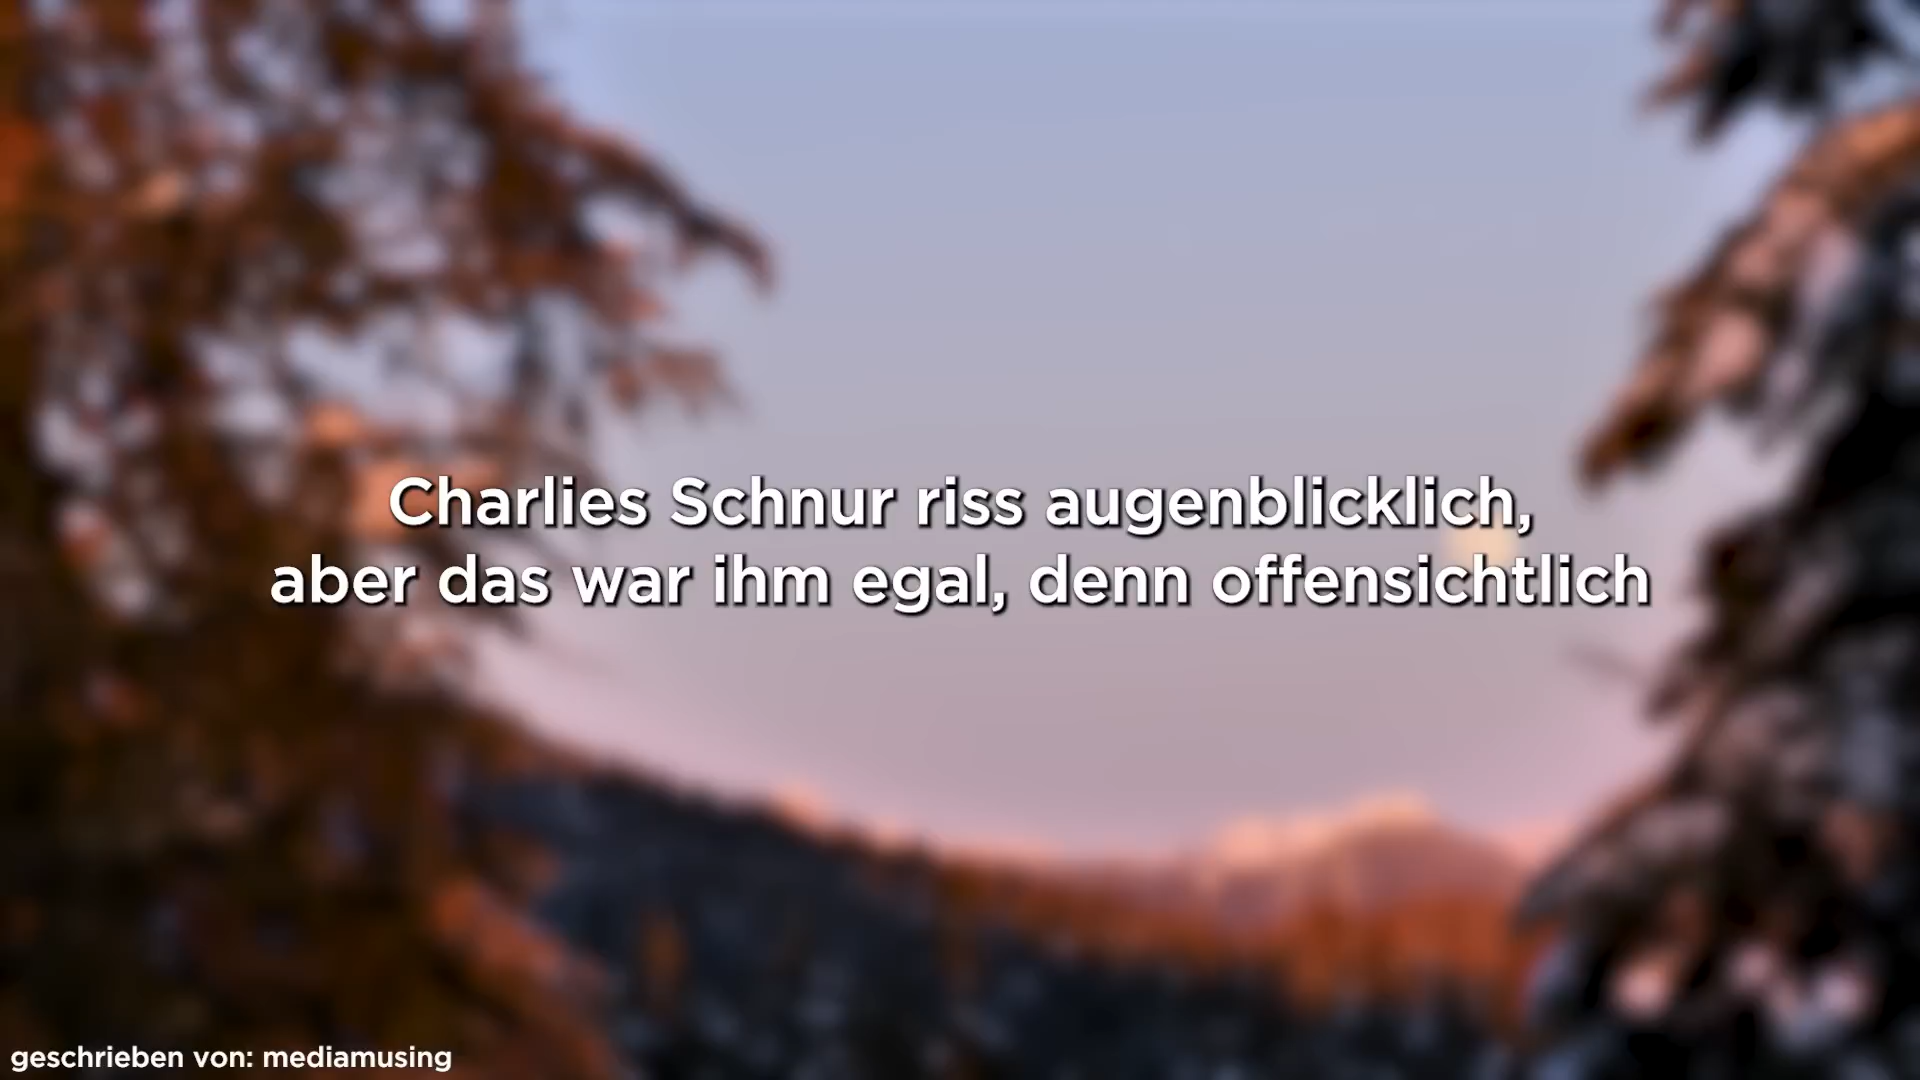 Charlies Schnur riss augenblicklich,
aber das war ihm egal, denn offensichtlich
geschrieben von: mediamusing